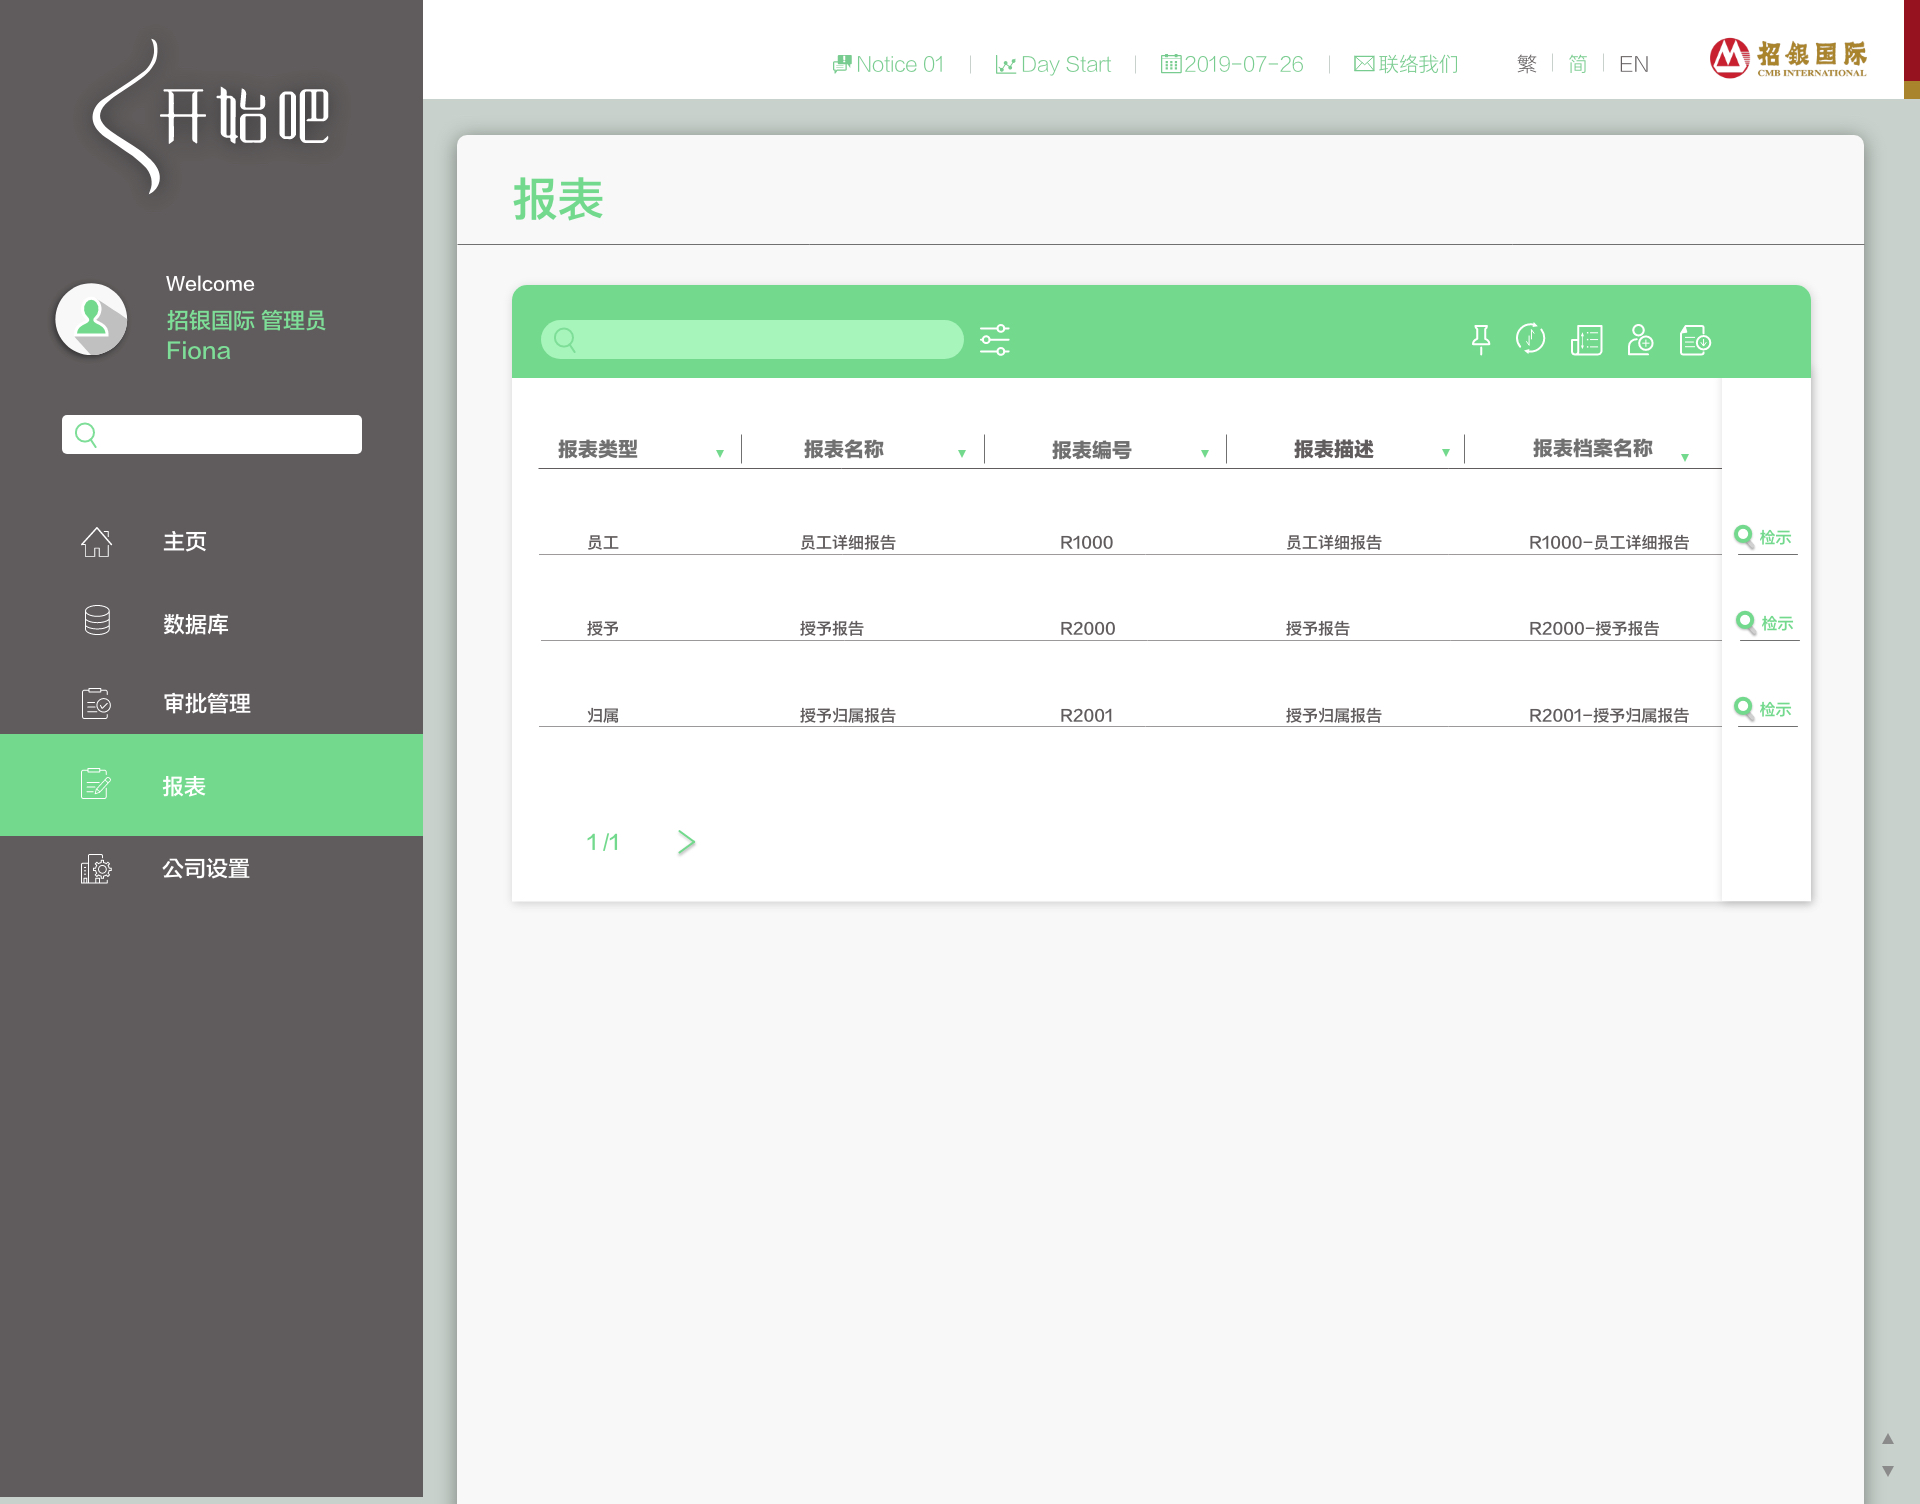 开始吧
Notice 01
Day Start
2019-07-26
联络我们
繁
简
EN
招银国际
CMB INTERNATIONAL
Welcome
招银国际 管理员
Fiona
主页
数据库
审批管理
报表
公司设置
报表
报表类型 报表名称 报表编号 报表描述 报表档案名称
员工 员工详细报告 R1000 员工详细报告 R1000-员工详细报告 检示
授予 授予报告 R2000 授予报告 R2000-授予报告 检示
归属 授予归属报告 R2001 授予归属报告 R2001-授予归属报告 检示
1 /1